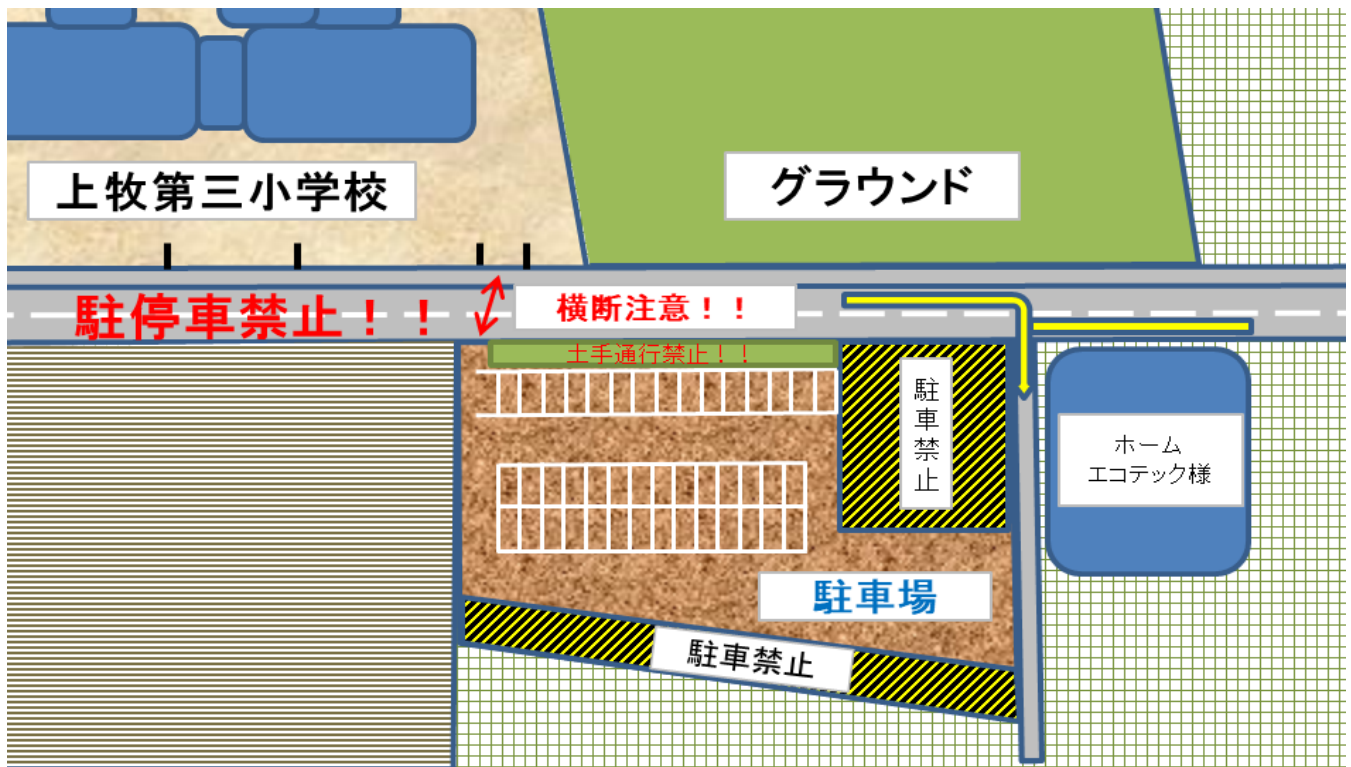 上牧第三小学校
グラウンド
駐停車禁止！！
横断注意！！
土手通行禁止！！
駐車禁止
ホーム
エコテック様
駐車場
駐車禁止